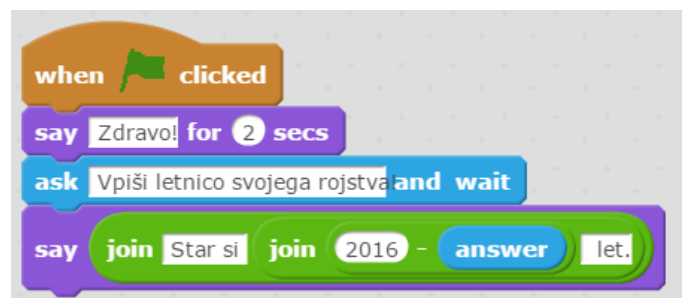 when clicked
say Zdravo! for 2 secs
ask Vpiši letnico svojega rojstva! and wait
say join Star si join 2016 - answer let.